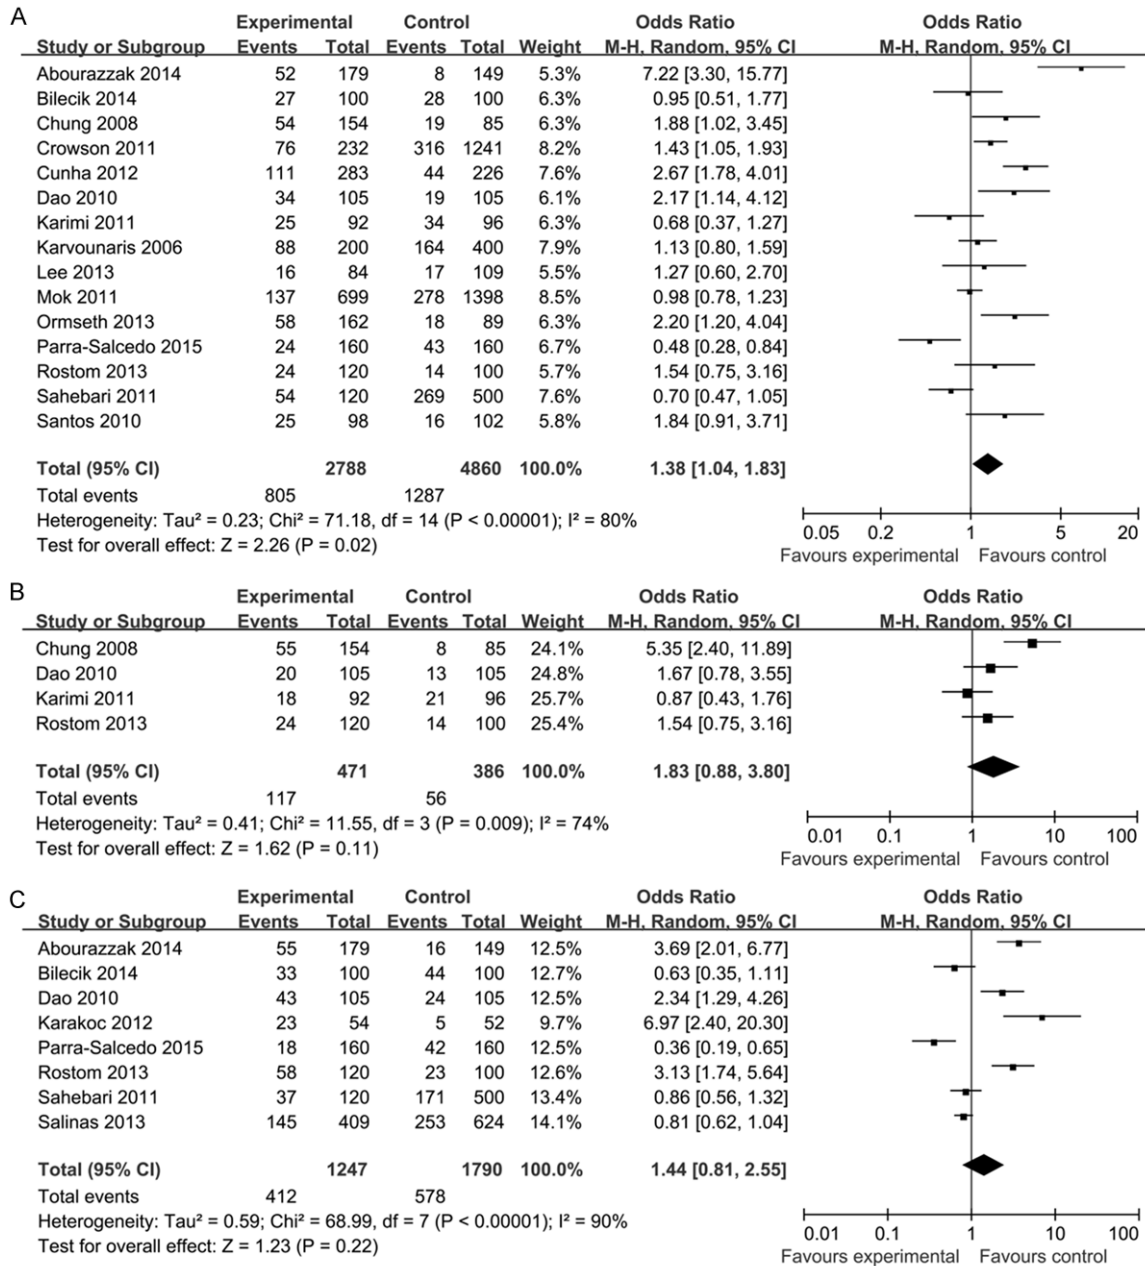 A
Experimental Control Odds Ratio Odds Ratio
Study or Subgroup Events Total Events Total Weight M-H, Random, 95% CI M-H, Random, 95% CI
Abourazzak 2014 52 179 8 149 5.3% 7.22 [3.30, 15.77]
Bilecik 2014 27 100 28 100 6.3% 0.95 [0.51, 1.77]
Chung 2008 54 154 19 85 6.3% 1.88 [1.02, 3.45]
Crowson 2011 76 232 316 1241 8.2% 1.43 [1.05, 1.93]
Cunha 2012 111 283 44 226 7.6% 2.67 [1.78, 4.01]
Dao 2010 34 105 19 105 6.1% 2.17 [1.14, 4.12]
Karimi 2011 25 92 34 96 6.3% 0.68 [0.37, 1.27]
Karvounaris 2006 88 200 164 400 7.9% 1.13 [0.80, 1.59]
Lee 2013 16 84 17 109 5.5% 1.27 [0.60, 2.70]
Mok 2011 137 699 278 1398 8.5% 0.98 [0.78, 1.23]
Ormseth 2013 58 162 18 89 6.3% 2.20 [1.20, 4.04]
Parra-Salcedo 2015 24 160 43 160 6.7% 0.48 [0.28, 0.84]
Rostom 2013 24 120 14 100 5.7% 1.54 [0.75, 3.16]
Sahebari 2011 54 120 269 500 7.6% 0.70 [0.47, 1.05]
Santos 2010 25 98 16 102 5.8% 1.84 [0.91, 3.71]
Total (95% CI) 2788 4860 100.0% 1.38 [1.04, 1.83]
Total events 805 1287
Heterogeneity: Tau² = 0.23; Chi² = 71.18, df = 14 (P < 0.00001); I² = 80%
Test for overall effect: Z = 2.26 (P = 0.02)
0.05 0.2 1 5 20
Favours experimental Favours control
B
Experimental Control Odds Ratio Odds Ratio
Study or Subgroup Events Total Events Total Weight M-H, Random, 95% CI M-H, Random, 95% CI
Chung 2008 55 154 8 85 24.1% 5.35 [2.40, 11.89]
Dao 2010 20 105 13 105 24.8% 1.67 [0.78, 3.55]
Karimi 2011 18 92 21 96 25.7% 0.87 [0.43, 1.76]
Rostom 2013 24 120 14 100 25.4% 1.54 [0.75, 3.16]
Total (95% CI) 471 386 100.0% 1.83 [0.88, 3.80]
Total events 117 56
Heterogeneity: Tau² = 0.41; Chi² = 11.55, df = 3 (P = 0.009); I² = 74%
Test for overall effect: Z = 1.62 (P = 0.11)
0.01 0.1 1 10 100
Favours experimental Favours control
C
Experimental Control Odds Ratio Odds Ratio
Study or Subgroup Events Total Events Total Weight M-H, Random, 95% CI M-H, Random, 95% CI
Abourazzak 2014 55 179 16 149 12.5% 3.69 [2.01, 6.77]
Bilecik 2014 33 100 44 100 12.7% 0.63 [0.35, 1.11]
Dao 2010 43 105 24 105 12.5% 2.34 [1.29, 4.26]
Karakoc 2012 23 54 5 52 9.7% 6.97 [2.40, 20.30]
Parra-Salcedo 2015 18 160 42 160 12.5% 0.36 [0.19, 0.65]
Rostom 2013 58 120 23 100 12.6% 3.13 [1.74, 5.64]
Sahebari 2011 37 120 171 500 13.4% 0.86 [0.56, 1.32]
Salinas 2013 145 409 253 624 14.1% 0.81 [0.62, 1.04]
Total (95% CI) 1247 1790 100.0% 1.44 [0.81, 2.55]
Total events 412 578
Heterogeneity: Tau² = 0.59; Chi² = 68.99, df = 7 (P < 0.00001); I² = 90%
Test for overall effect: Z = 1.23 (P = 0.22)
0.01 0.1 1 10 100
Favours experimental Favours control